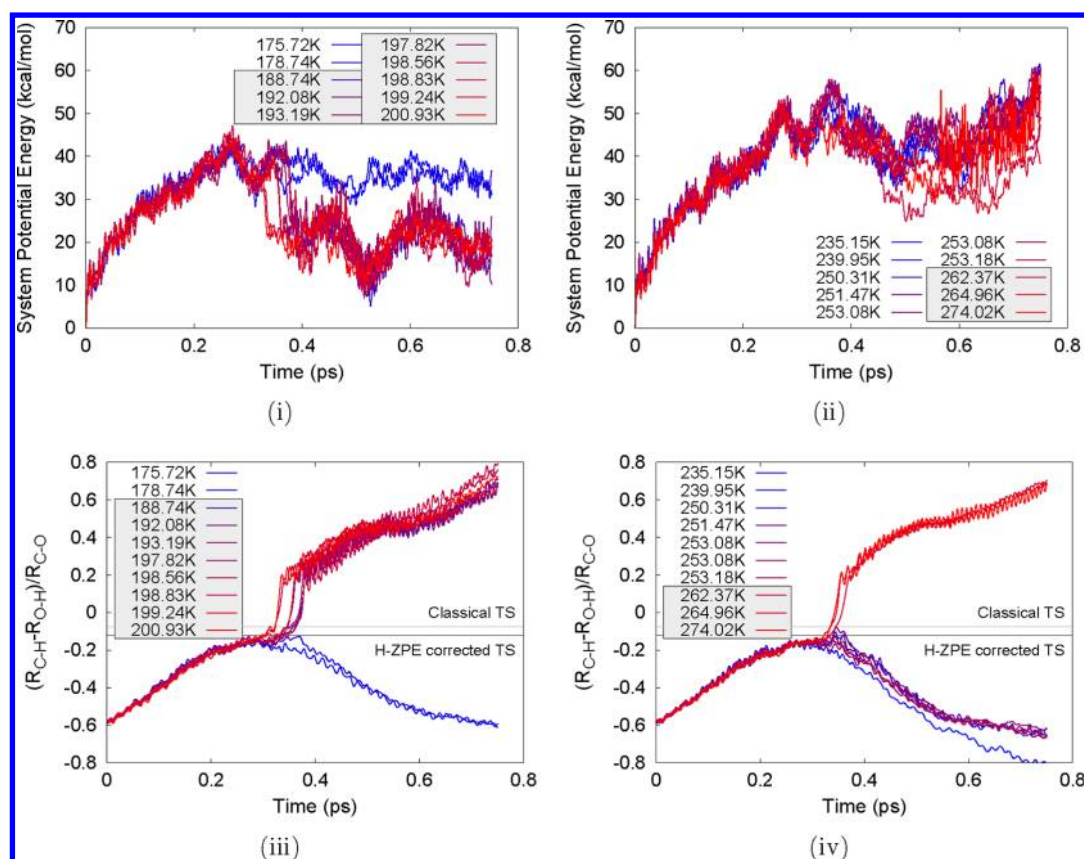 System Potential Energy (kcal/mol)
70
60
50
40
30
20
10
0
175.72K
178.74K
188.74K
192.08K
193.19K
197.82K
198.56K
198.83K
199.24K
200.93K
0
0.2
0.4
0.6
0.8
Time (ps)
(i)
System Potential Energy (kcal/mol)
70
60
50
40
30
20
10
0
235.15K
239.95K
250.31K
251.47K
253.08K
253.08K
253.18K
262.37K
264.96K
274.02K
0
0.2
0.4
0.6
0.8
Time (ps)
(ii)
(R_C-H-R_O-H)/R_C-O
0.8
0.6
0.4
0.2
0
-0.2
-0.4
-0.6
-0.8
175.72K
178.74K
188.74K
192.08K
193.19K
197.82K
198.56K
198.83K
199.24K
200.93K
Classical TS
H-ZPE corrected TS
0
0.2
0.4
0.6
0.8
Time (ps)
(iii)
(R_C-H-R_O-H)/R_C-O
0.8
0.6
0.4
0.2
0
-0.2
-0.4
-0.6
-0.8
235.15K
239.95K
250.31K
251.47K
253.08K
253.08K
253.18K
262.37K
264.96K
274.02K
Classical TS
H-ZPE corrected TS
0
0.2
0.4
0.6
0.8
Time (ps)
(iv)